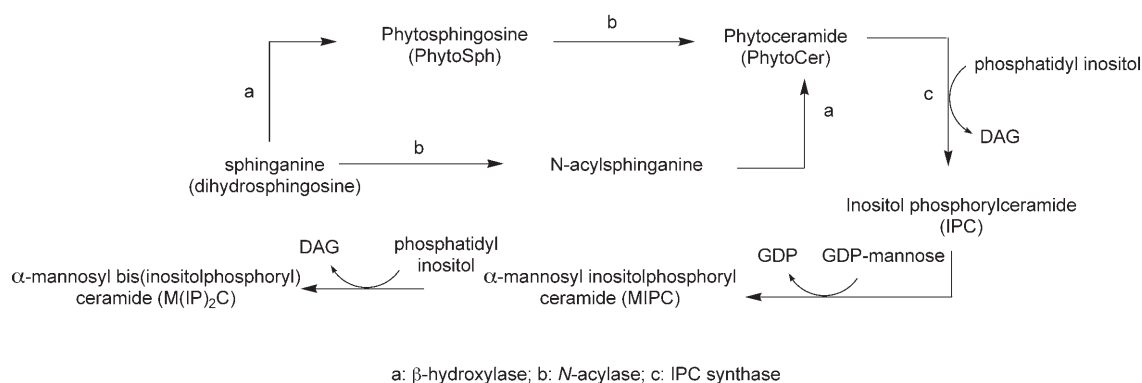 Phytosphingosine
(PhytoSph)
b
Phytoceramide
(PhytoCer)
phosphatidyl inositol
a
c
a
DAG
sphinganine
(dihydrosphingosine)
b
N-acylsphinganine
Inositol phosphorylceramide
(IPC)
DAG
phosphatidyl
inositol
GDP
GDP-mannose
α-mannosyl bis(inositolphosphoryl)
ceramide (M(IP)₂C)
α-mannosyl inositolphosphoryl
ceramide (MIPC)
a: β-hydroxylase; b: N-acylase; c: IPC synthase